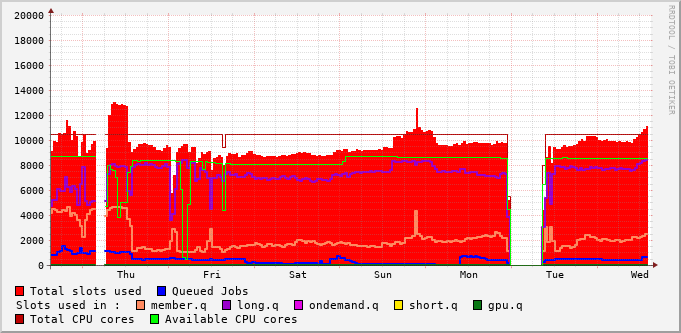 20000
18000
16000
14000
12000
10000
8000
6000
4000
2000
0
Thu Fri Sat Sun Mon Tue Wed
RRDTOOL / TOBI OETIKER
Total slots used Queued Jobs
Slots used in : member.q long.q ondemand.q short.q gpu.q
Total CPU cores Available CPU cores